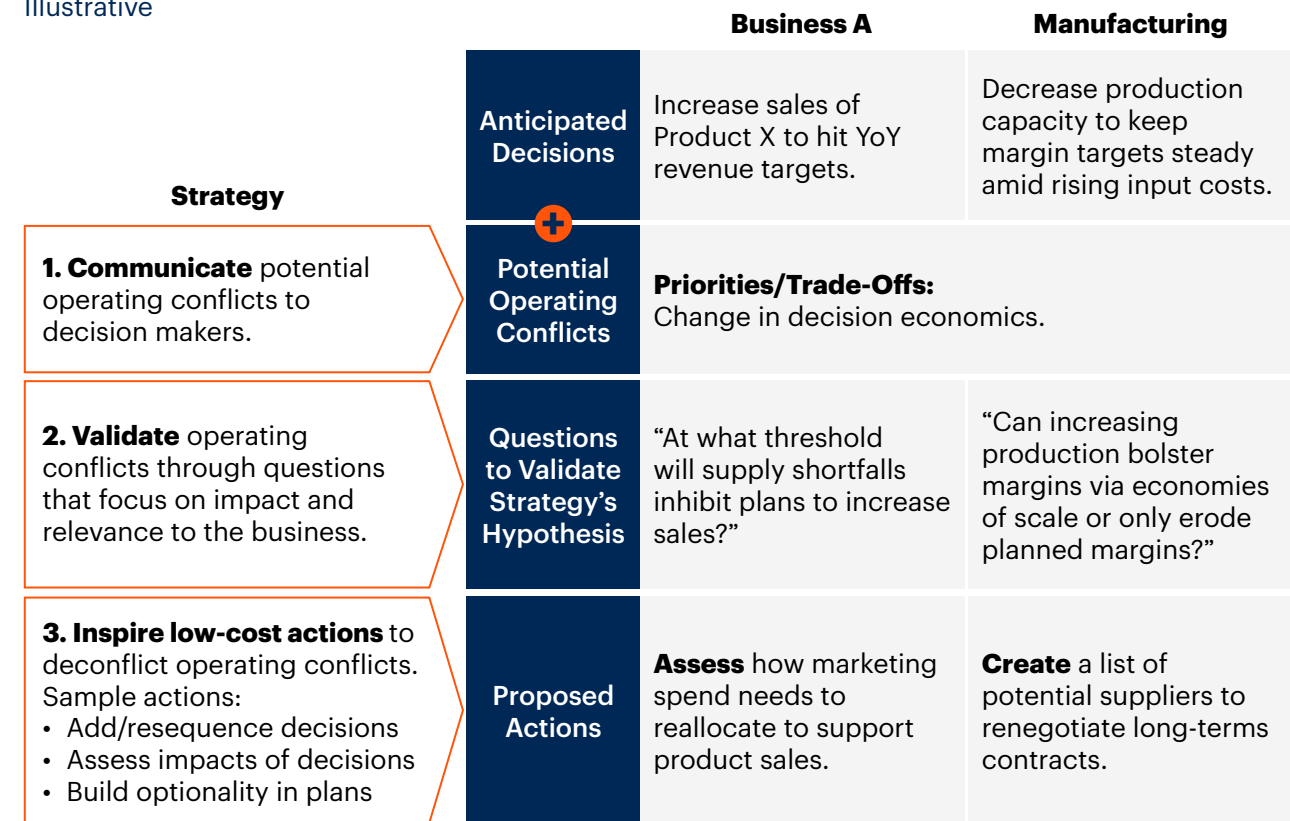 Illustrative
Business A
Manufacturing
Anticipated
Decisions
Increase sales of
Product X to hit YoY
revenue targets.
Decrease production
capacity to keep
margin targets steady
amid rising input costs.
Strategy
+
1. Communicate potential
operating conflicts to
decision makers.
Potential
Operating
Conflicts
Priorities/Trade-Offs:
Change in decision economics.
2. Validate operating
conflicts through questions
that focus on impact and
relevance to the business.
Questions
to Validate
Strategy’s
Hypothesis
“At what threshold
will supply shortfalls
inhibit plans to increase
sales?”
“Can increasing
production bolster
margins via economies
of scale or only erode
planned margins?”
3. Inspire low-cost actions to
deconflict operating conflicts.
Sample actions:
• Add/resequence decisions
• Assess impacts of decisions
• Build optionality in plans
Proposed
Actions
Assess how marketing
spend needs to
reallocate to support
product sales.
Create a list of
potential suppliers to
renegotiate long-terms
contracts.